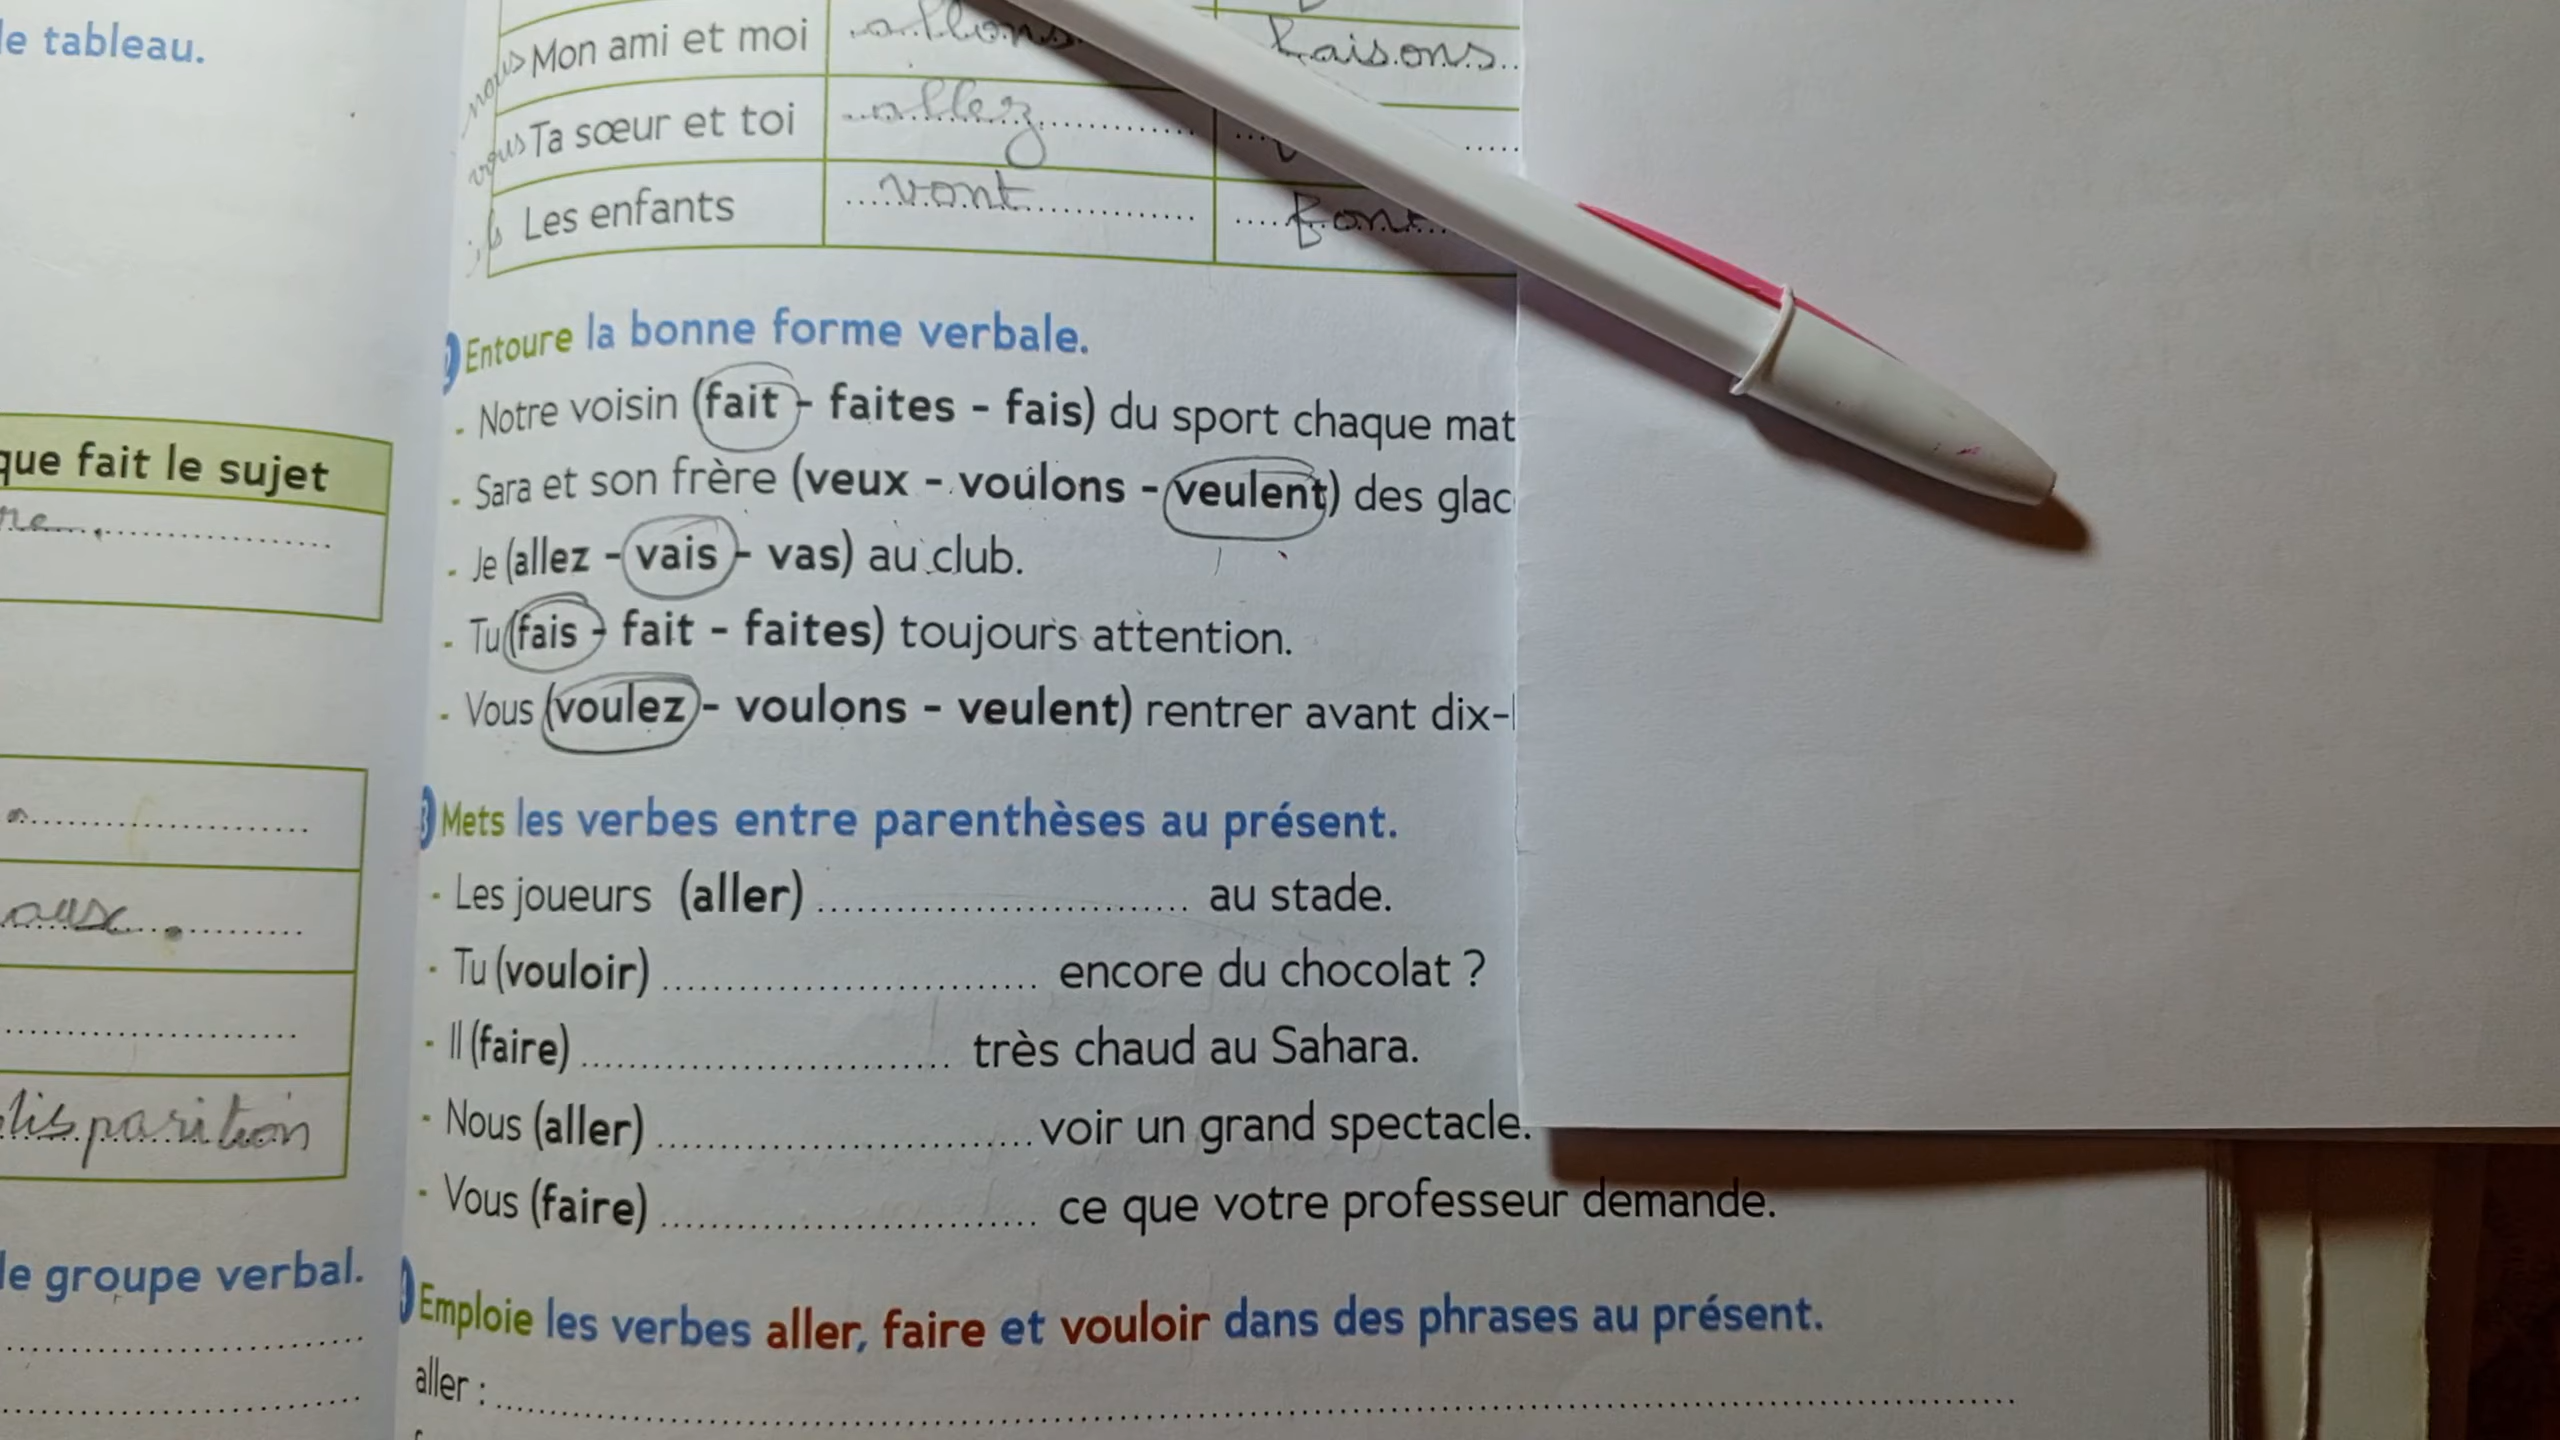 le tableau.
que fait le sujet
disparition
le groupe verbal.
nous Mon ami et moi allons faisons
vous Ta sœur et toi allez
ils Les enfants vont font
Entoure la bonne forme verbale.
- Notre voisin (fait - faites - fais) du sport chaque mat
- Sara et son frère (veux - voulons - veulent) des glac
- Je (allez - vais - vas) au club.
- Tu (fais - fait - faites) toujours attention.
- Vous (voulez - voulons - veulent) rentrer avant dix-
3 Mets les verbes entre parenthèses au présent.
- Les joueurs (aller) .............................. au stade.
- Tu (vouloir) .............................. encore du chocolat ?
- Il (faire) .............................. très chaud au Sahara.
- Nous (aller) .............................. voir un grand spectacle.
- Vous (faire) .............................. ce que votre professeur demande.
Emploie les verbes aller, faire et vouloir dans des phrases au présent.
aller : ..............................